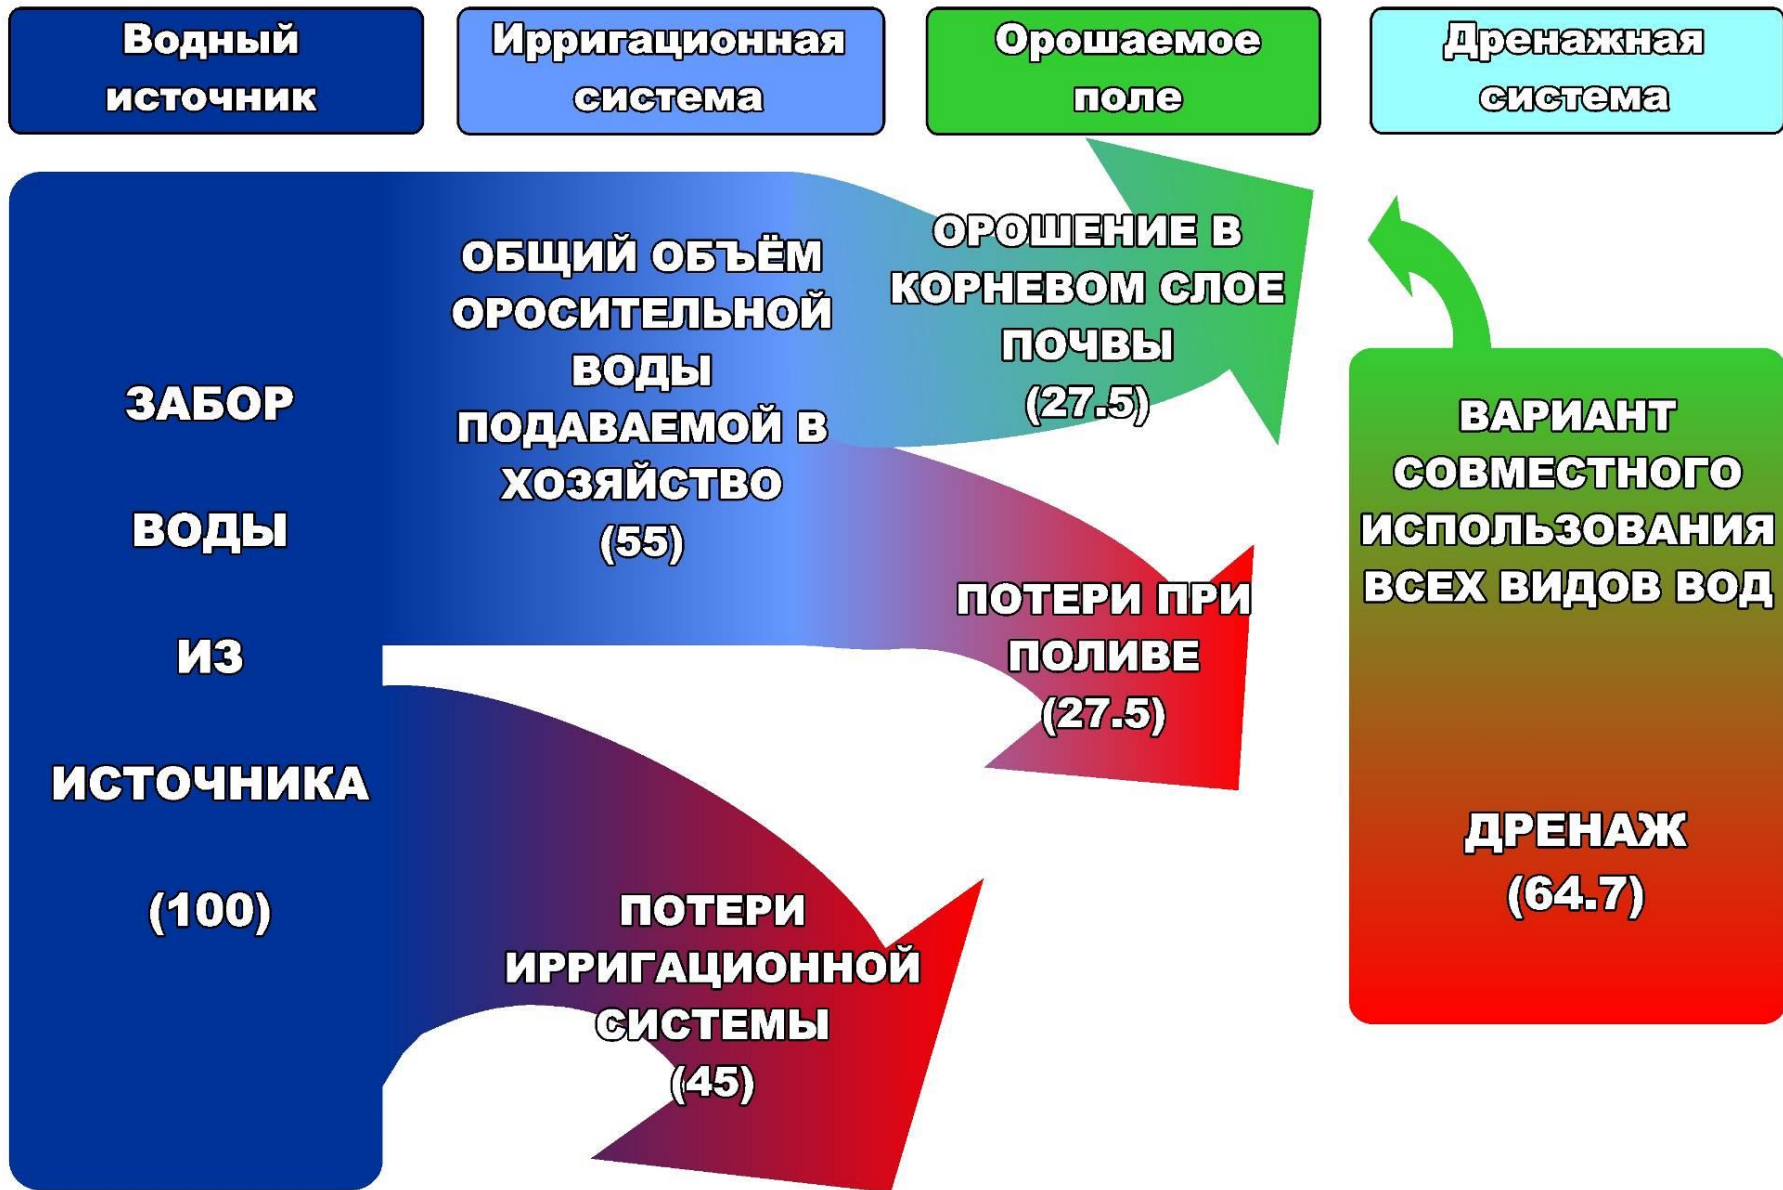 Водный
источник
Ирригационная
система
Орошаемое
поле
Дренажная
система
ЗАБОР
ВОДЫ
ИЗ
ИСТОЧНИКА
(100)
ОБЩИЙ ОБЪЁМ
ОРОСИТЕЛЬНОЙ
ВОДЫ
ПОДАВАЕМОЙ В
ХОЗЯЙСТВО
(55)
ОРОШЕНИЕ В
КОРНЕВОМ СЛОЕ
ПОЧВЫ
(27.5)
ПОТЕРИ ПРИ
ПОЛИВЕ
(27.5)
ПОТЕРИ
ИРРИГАЦИОННОЙ
СИСТЕМЫ
(45)
ВАРИАНТ
СОВМЕСТНОГО
ИСПОЛЬЗОВАНИЯ
ВСЕХ ВИДОВ ВОД
ДРЕНАЖ
(64.7)